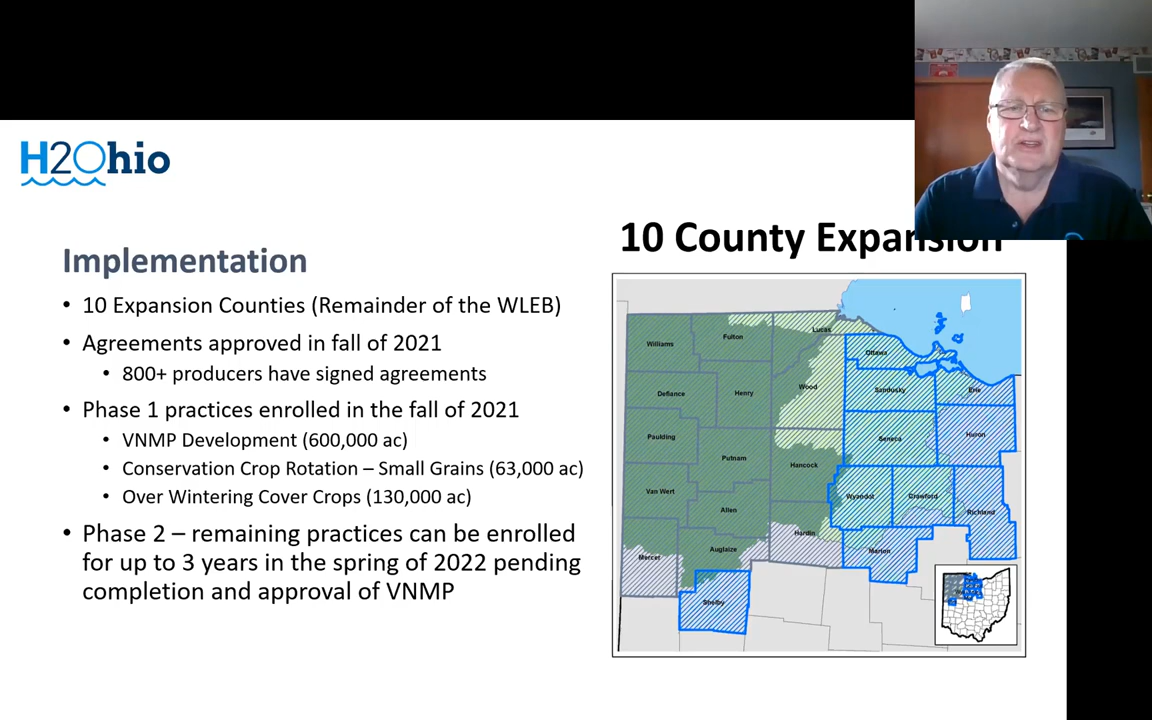 H2Ohio
10 County Expansion
Implementation
• 10 Expansion Counties (Remainder of the WLEB)
• Agreements approved in fall of 2021
• 800+ producers have signed agreements
• Phase 1 practices enrolled in the fall of 2021
• VNMP Development (600,000 ac)
• Conservation Crop Rotation – Small Grains (63,000 ac)
• Over Wintering Cover Crops (130,000 ac)
• Phase 2 – remaining practices can be enrolled
for up to 3 years in the spring of 2022 pending
completion and approval of VNMP
Williams
Fulton
Lucas
Ottawa
Defiance
Henry
Wood
Sandusky
Erie
Paulding
Putnam
Hancock
Seneca
Huron
Van Wert
Allen
Wyandot
Crawford
Richland
Mercer
Auglaize
Hardin
Marion
Shelby